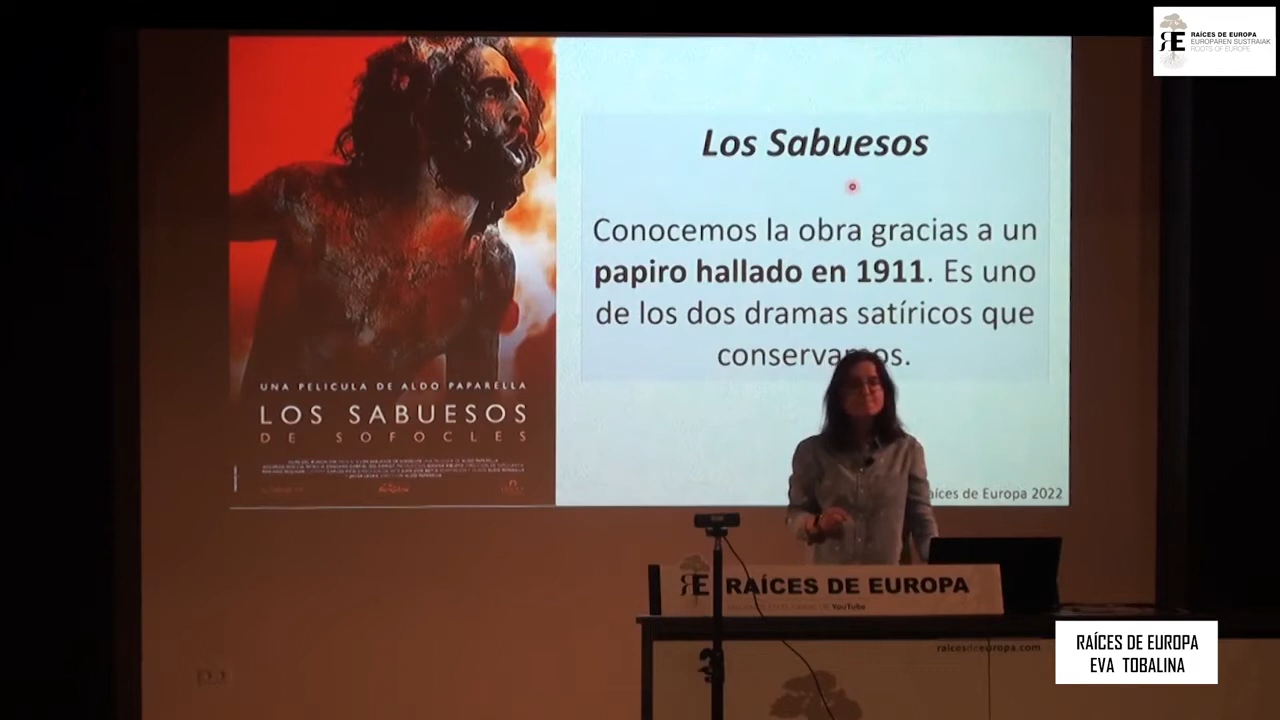 RAÍCES DE EUROPA
EUROPAREN SUSTRAIAK
ROOTS OF EUROPE
Los Sabuesos
Conocemos la obra gracias a un
papiro hallado en 1911. Es uno
de los dos dramas satíricos que
conservamos.
UNA PELICULA DE ALDO PAPARELLA
LOS SABUESOS
DE SOFOCLES
aíces de Europa 2022
RE RAÍCES DE EUROPA
YouTube
raicesdeeuropa.com
RAÍCES DE EUROPA
EVA TOBALINA